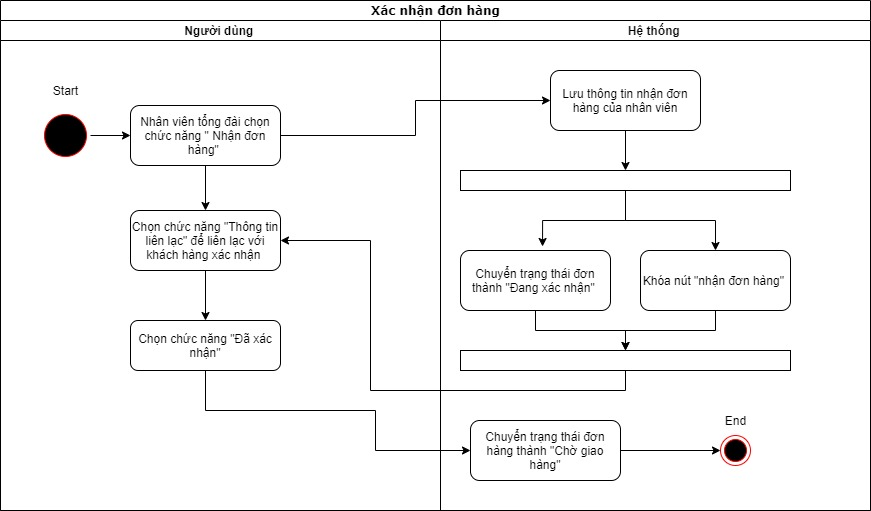 Xác nhận đơn hàng
Người dùng
Hệ thống
Start
Nhân viên tổng đài chọn
chức năng " Nhận đơn
hàng"
Lưu thông tin nhận đơn
hàng của nhân viên
Chọn chức năng "Thông tin
liên lạc" để liên lạc với
khách hàng xác nhận
Chuyển trạng thái đơn
thành "Đang xác nhận"
Khóa nút "nhận đơn hàng"
Chọn chức năng "Đã xác
nhận"
Chuyển trạng thái đơn
hàng thành "Chờ giao
hàng"
End